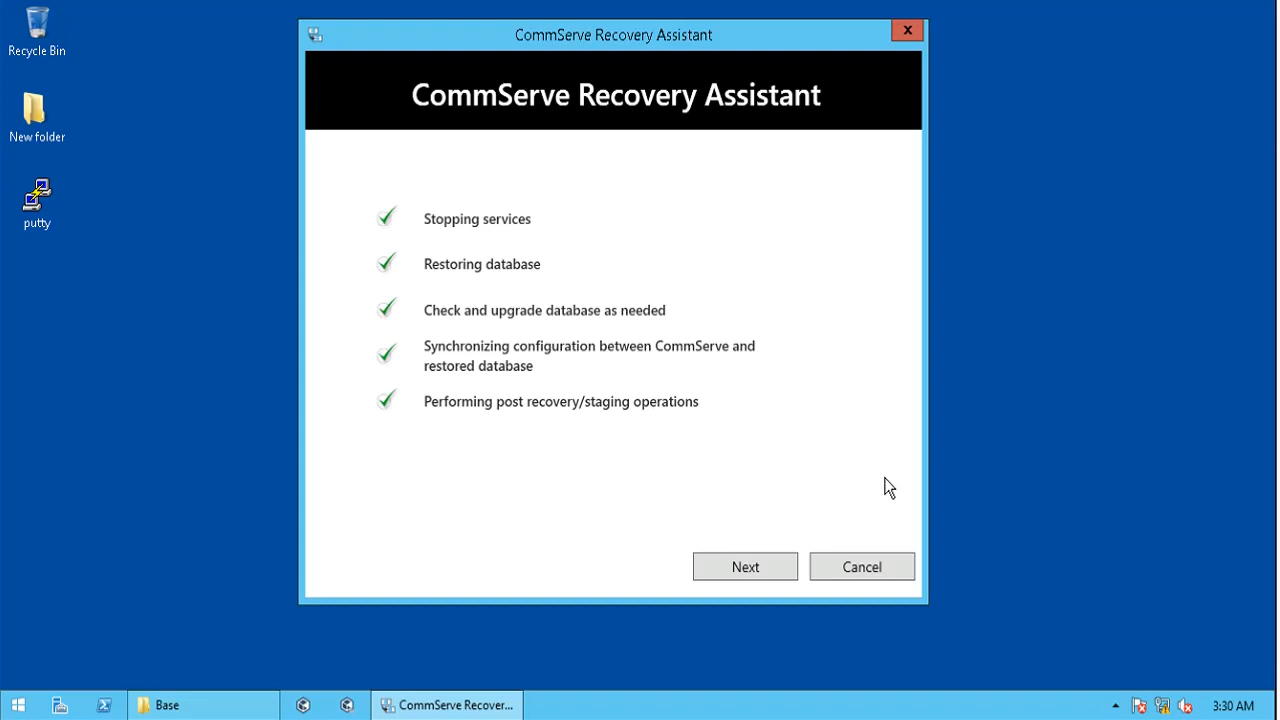 Recycle Bin
New folder
putty
CommServe Recovery Assistant
x
CommServe Recovery Assistant
Stopping services
Restoring database
Check and upgrade database as needed
Synchronizing configuration between CommServe and
restored database
Performing post recovery/staging operations
Next
Cancel
Base
CommServe Recover...
3:30 AM